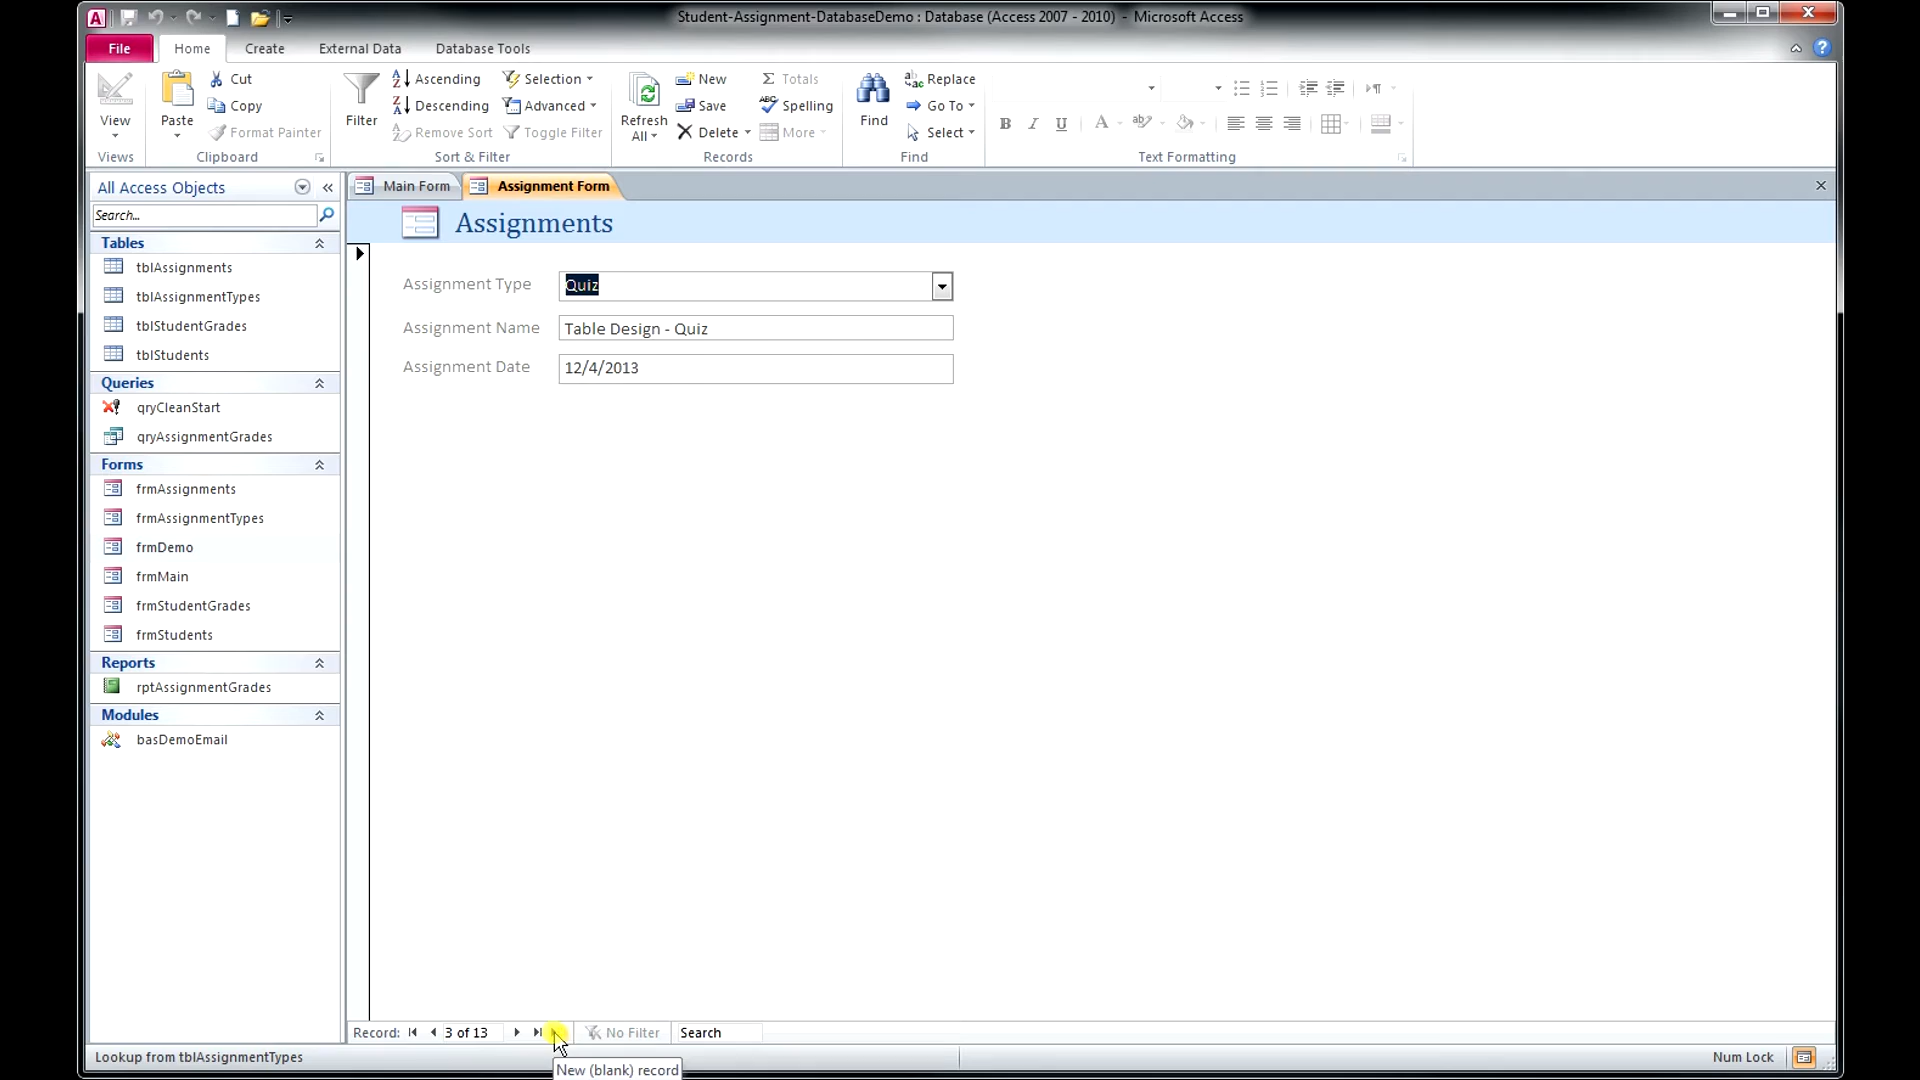 Student-Assignment-DatabaseDemo : Database (Access 2007 - 2010) - Microsoft Access
File Home Create External Data Database Tools
View
Views
Paste
Cut
Copy
Format Painter
Clipboard
Filter
Ascending
Descending
Remove Sort
Selection
Advanced
Toggle Filter
Sort & Filter
Refresh
All
New
Save
Delete
Totals
Spelling
More
Records
Find
Replace
Go To
Select
Find
B I U A
Text Formatting
All Access Objects
Search...
Tables
tblAssignments
tblAssignmentTypes
tblStudentGrades
tblStudents
Queries
qryCleanStart
qryAssignmentGrades
Forms
frmAssignments
frmAssignmentTypes
frmDemo
frmMain
frmStudentGrades
frmStudents
Reports
rptAssignmentGrades
Modules
basDemoEmail
Main Form Assignment Form
Assignments
Assignment Type Quiz
Assignment Name Table Design - Quiz
Assignment Date 12/4/2013
Record: 3 of 13 No Filter Search
New (blank) record
Lookup from tblAssignmentTypes Num Lock